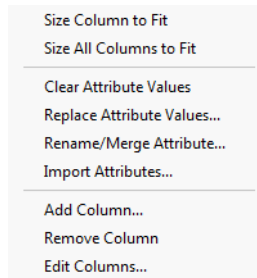 Size Column to Fit
Size All Columns to Fit
Clear Attribute Values
Replace Attribute Values...
Rename/Merge Attribute...
Import Attributes...
Add Column...
Remove Column
Edit Columns...